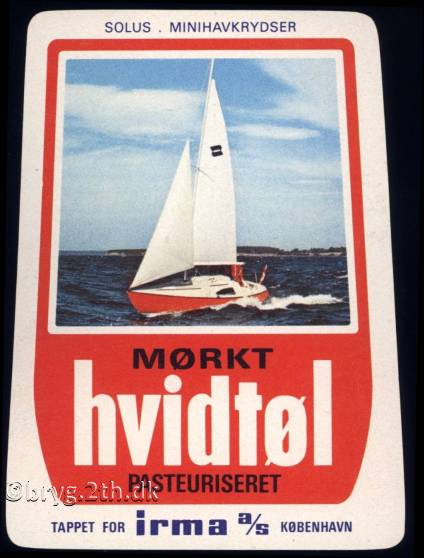 SOLUS . MINIHAVKRYDSER
MØRKT
hvidtøl
PASTEURISERET
©bryg.2th.dk
TAPPET FOR irma a/s KØBENHAVN